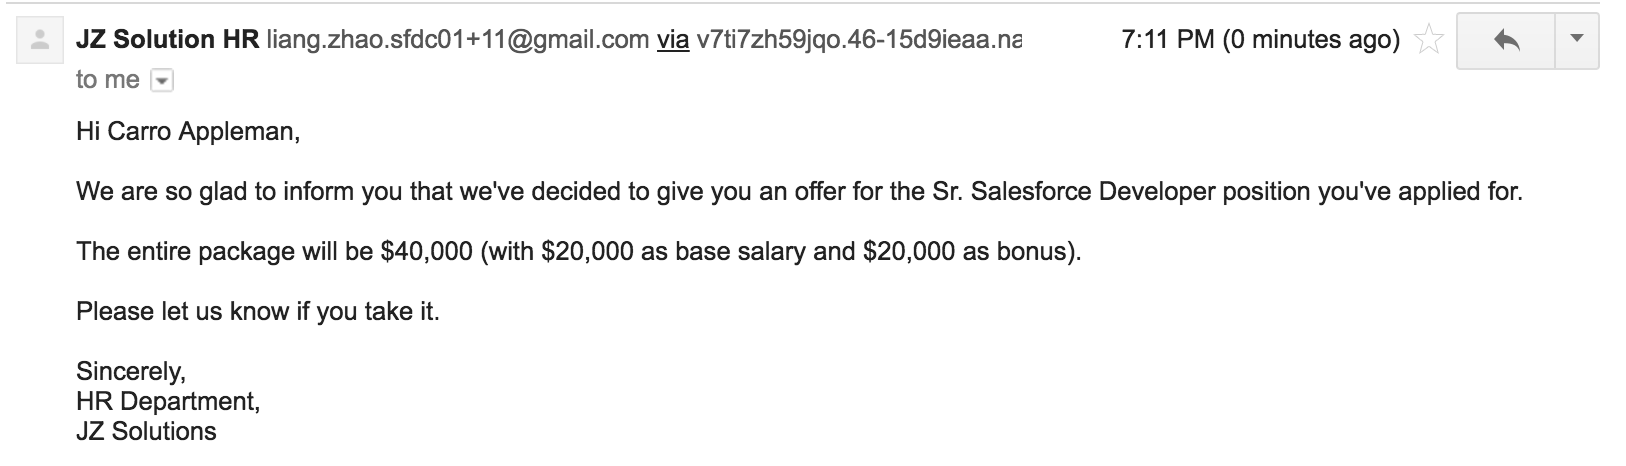 JZ Solution HR liang.zhao.sfdc01+11@gmail.com via v7ti7zh59jqo.46-15d9ieaa.na 7:11 PM (0 minutes ago)
to me
Hi Carro Appleman,
We are so glad to inform you that we've decided to give you an offer for the Sr. Salesforce Developer position you've applied for.
The entire package will be $40,000 (with $20,000 as base salary and $20,000 as bonus).
Please let us know if you take it.
Sincerely,
HR Department,
JZ Solutions